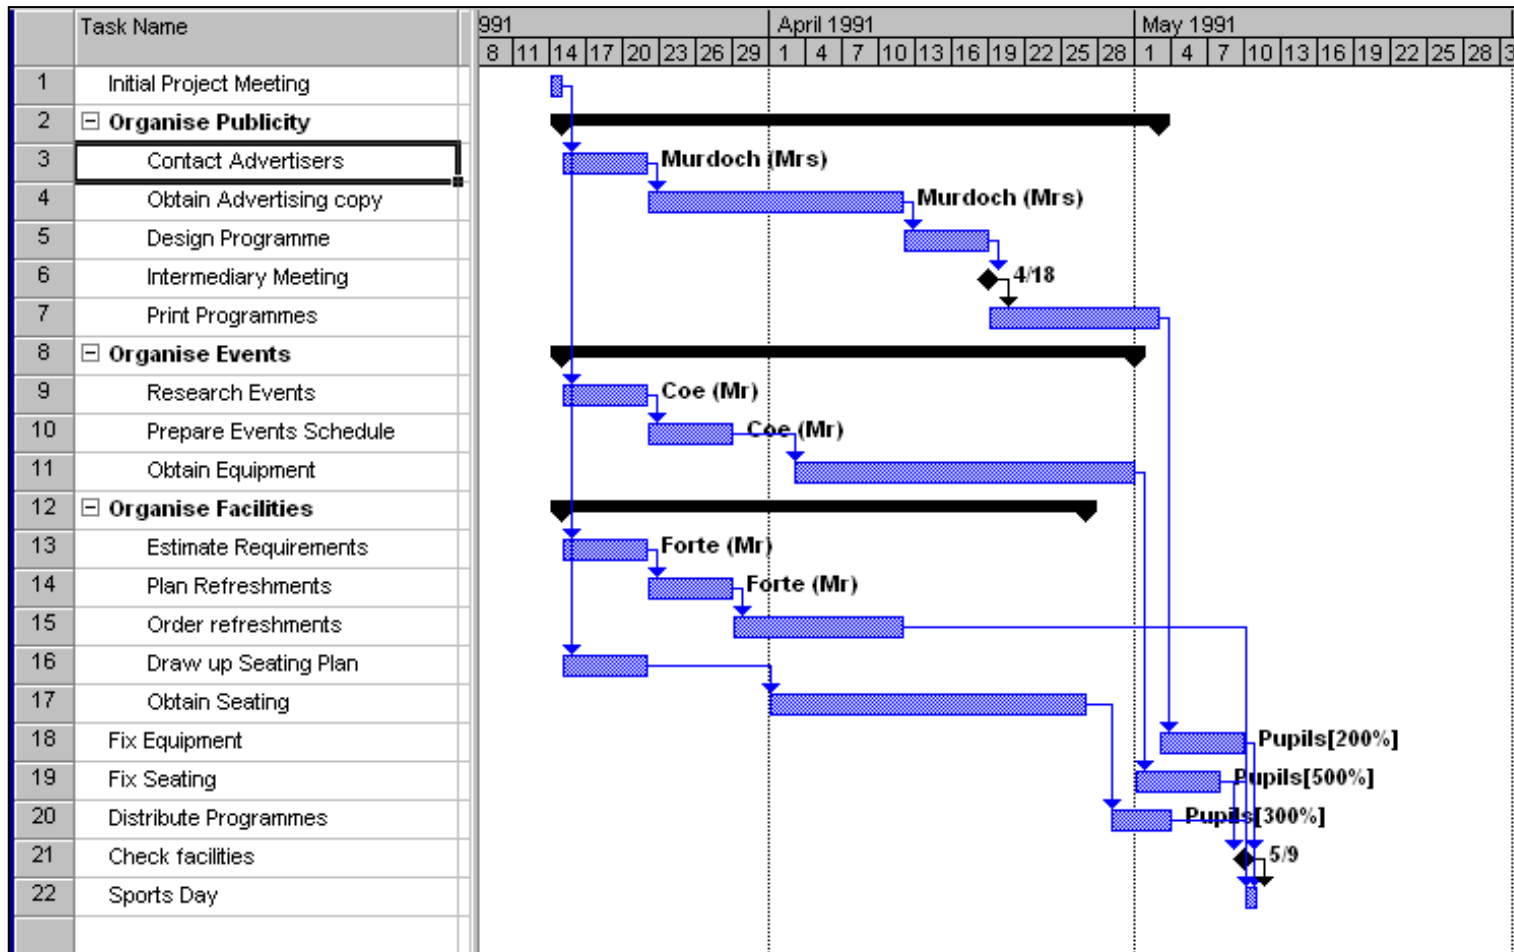 Task Name 991 April 1991 May 1991
8 11 14 17 20 23 26 29 1 4 7 10 13 16 19 22 25 28 1 4 7 10 13 16 19 22 25 28 3
1 Initial Project Meeting
2 Organise Publicity
3 Contact Advertisers Murdoch (Mrs)
4 Obtain Advertising copy Murdoch (Mrs)
5 Design Programme
6 Intermediary Meeting 4/18
7 Print Programmes
8 Organise Events
9 Research Events Coe (Mr)
10 Prepare Events Schedule Coe (Mr)
11 Obtain Equipment
12 Organise Facilities
13 Estimate Requirements Forte (Mr)
14 Plan Refreshments Forte (Mr)
15 Order refreshments
16 Draw up Seating Plan
17 Obtain Seating
18 Fix Equipment Pupils[200%]
19 Fix Seating Pupils[500%]
20 Distribute Programmes Pupils[300%]
21 Check facilities 5/9
22 Sports Day